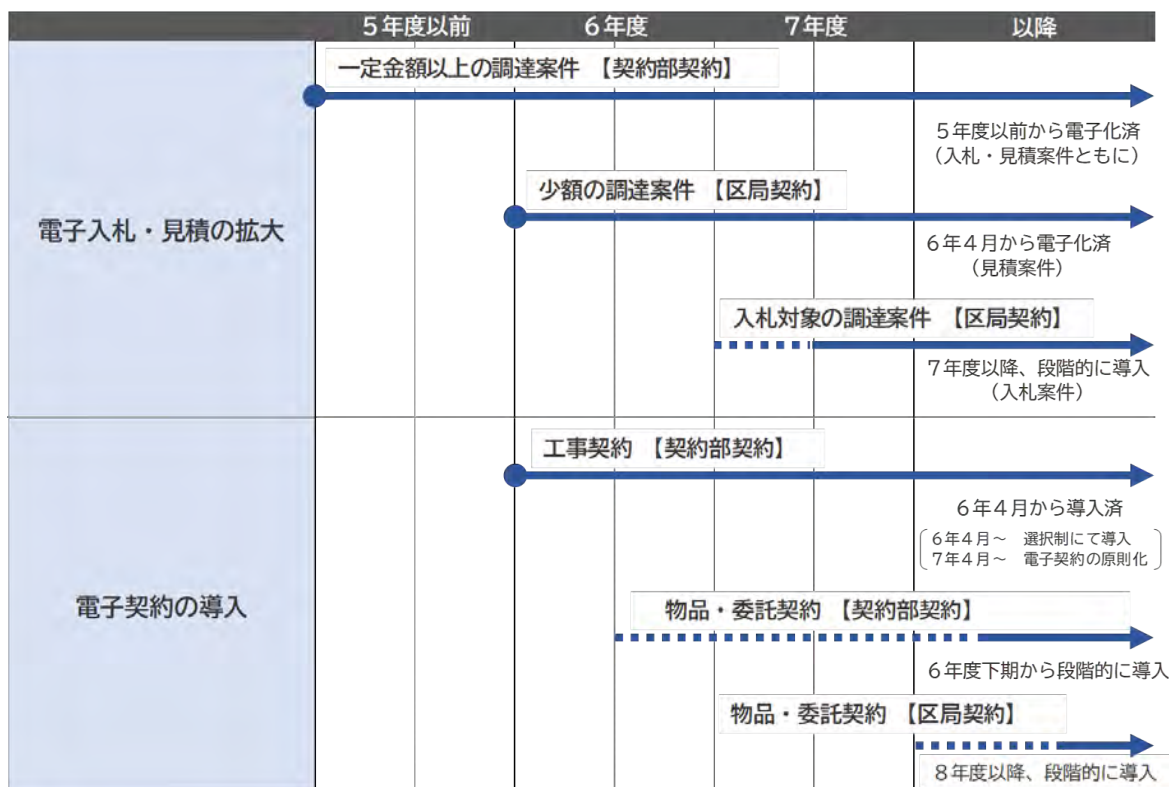 ５年度以前　６年度　７年度　以降
電子入札・見積の拡大
一定金額以上の調達案件 【契約部契約】
５年度以前から電子化済
（入札・見積案件ともに）
少額の調達案件 【区局契約】
６年４月から電子化済
（見積案件）
入札対象の調達案件 【区局契約】
７年度以降、段階的に導入
（入札案件）
電子契約の導入
工事契約 【契約部契約】
６年４月から導入済
６年４月～　選択制にて導入
７年４月～　電子契約の原則化
物品・委託契約 【契約部契約】
６年度下期から段階的に導入
物品・委託契約 【区局契約】
８年度以降、段階的に導入